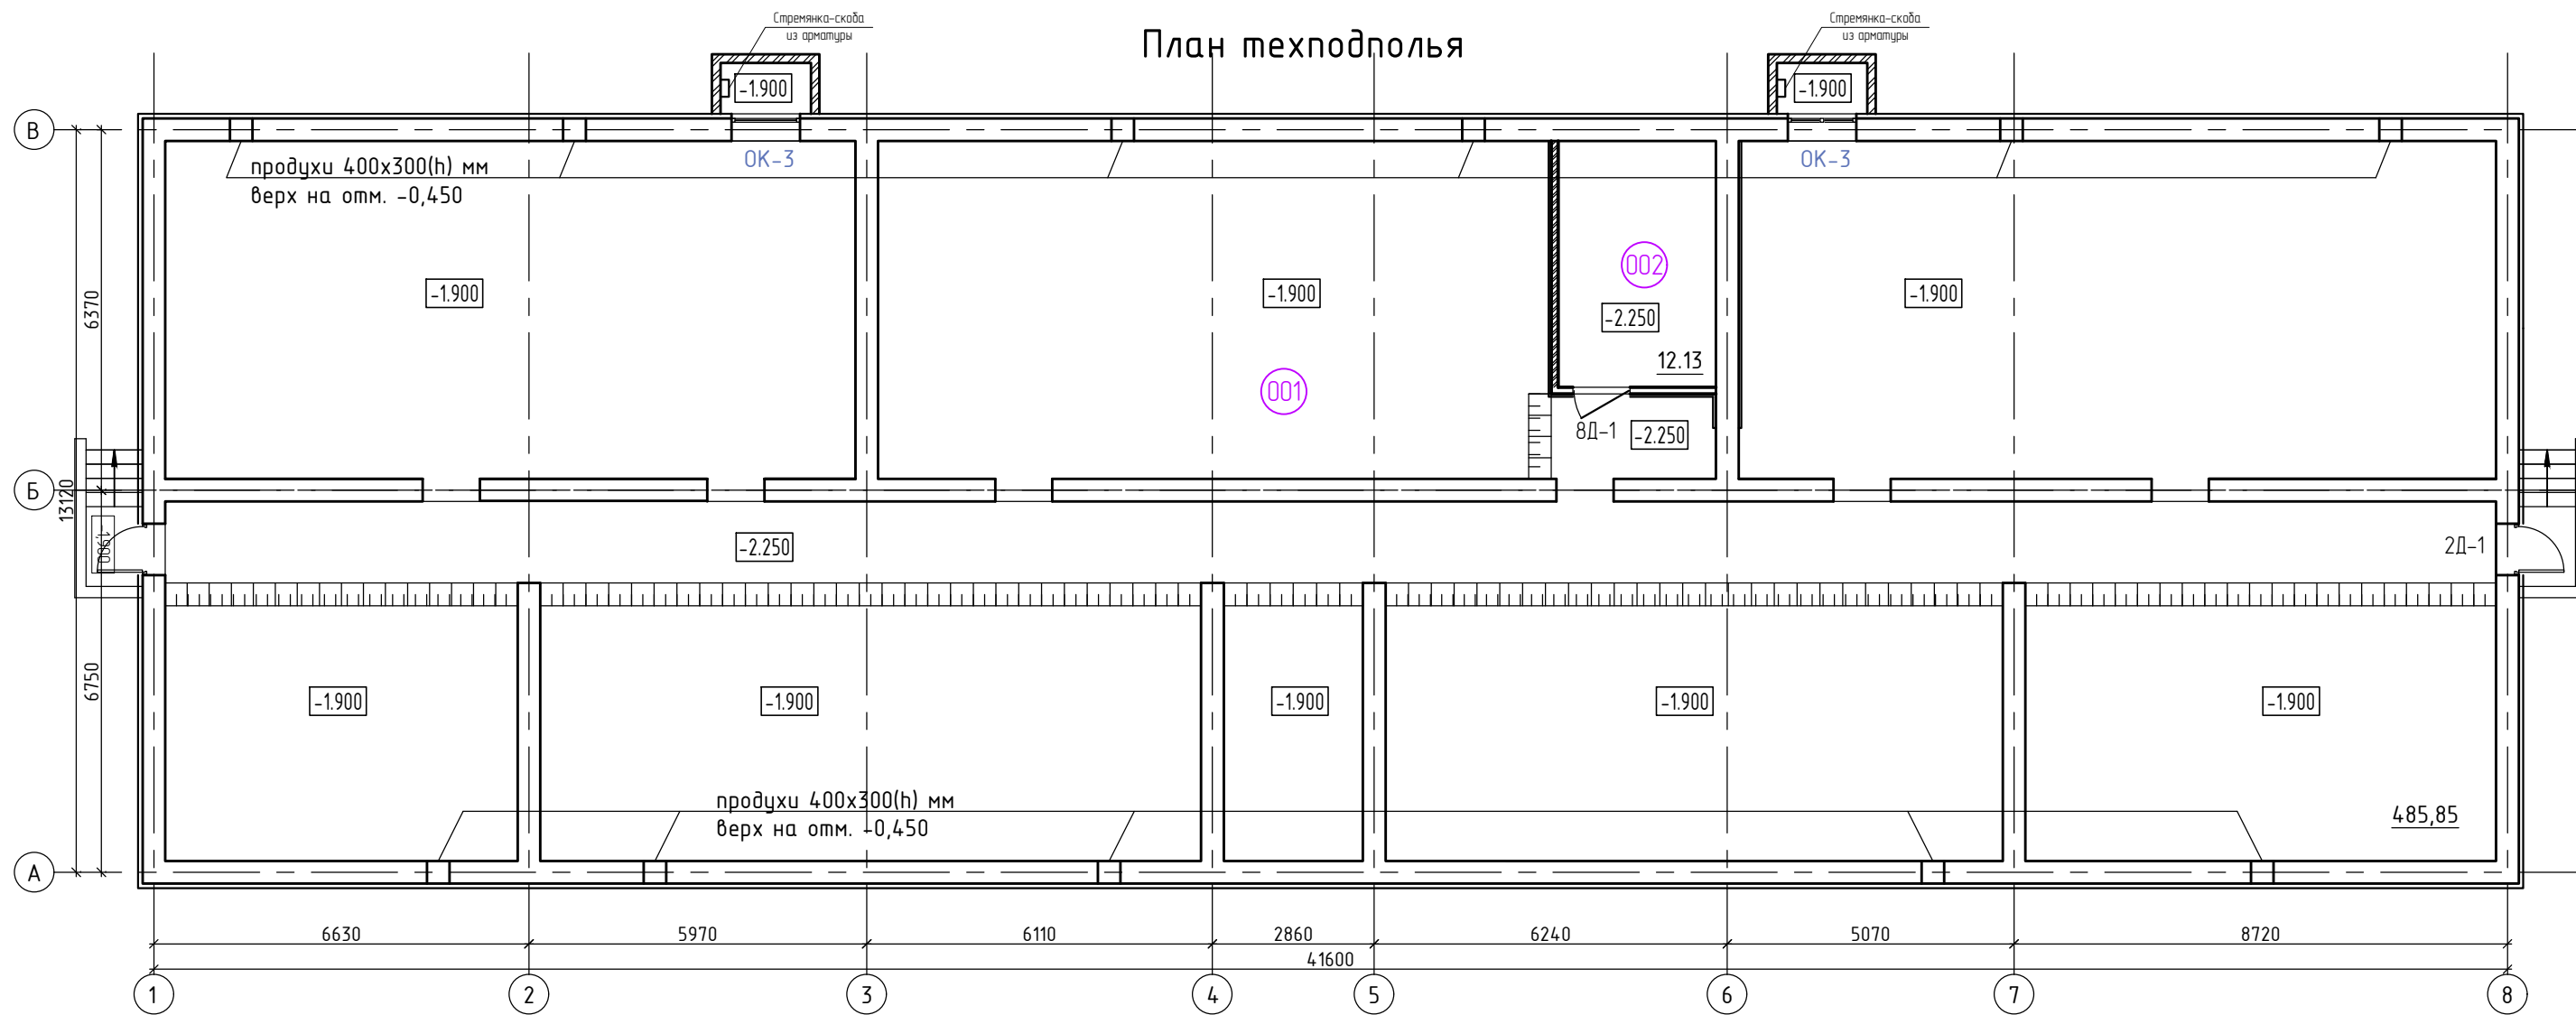 Стремянка-скоба
из арматуры
План техподполья
Стремянка-скоба
из арматуры
-1.900
-1.900
В
ОК-3
ОК-3
продухи 400х300(h) мм
верх на отм. -0,450
002
6370
-1.900
-1.900
-1.900
-2.250
12.13
001
8Д-1
-2.250
Б
13120
-1.900
-2.250
2Д-1
6750
-1.900
-1.900
-1.900
-1.900
-1.900
продухи 400х300(h) мм
верх на отм. -0,450
485,85
А
6630
5970
6110
2860
6240
5070
8720
41600
1
2
3
4
5
6
7
8